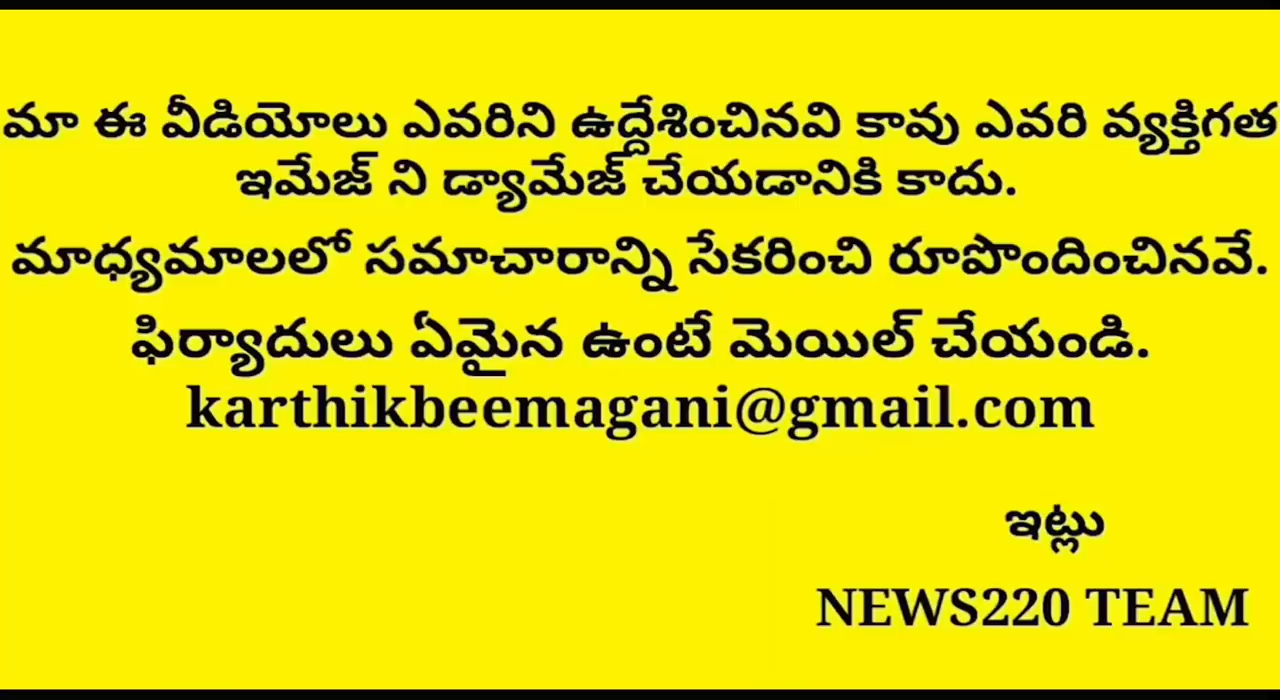 మా ఈ వీడియోలు ఎవరిని ఉద్దేశించినవి కావు ఎవరి వ్యక్తిగత
ఇమేజ్ ని డ్యామేజ్ చేయడానికి కాదు.
మాధ్యమాలలో సమాచారాన్ని సేకరించి రూపొందించినవే.
ఫిర్యాదులు ఏమైన ఉంటే మెయిల్ చేయండి.
karthikbeemagani@gmail.com
ఇట్లు
NEWS220 TEAM